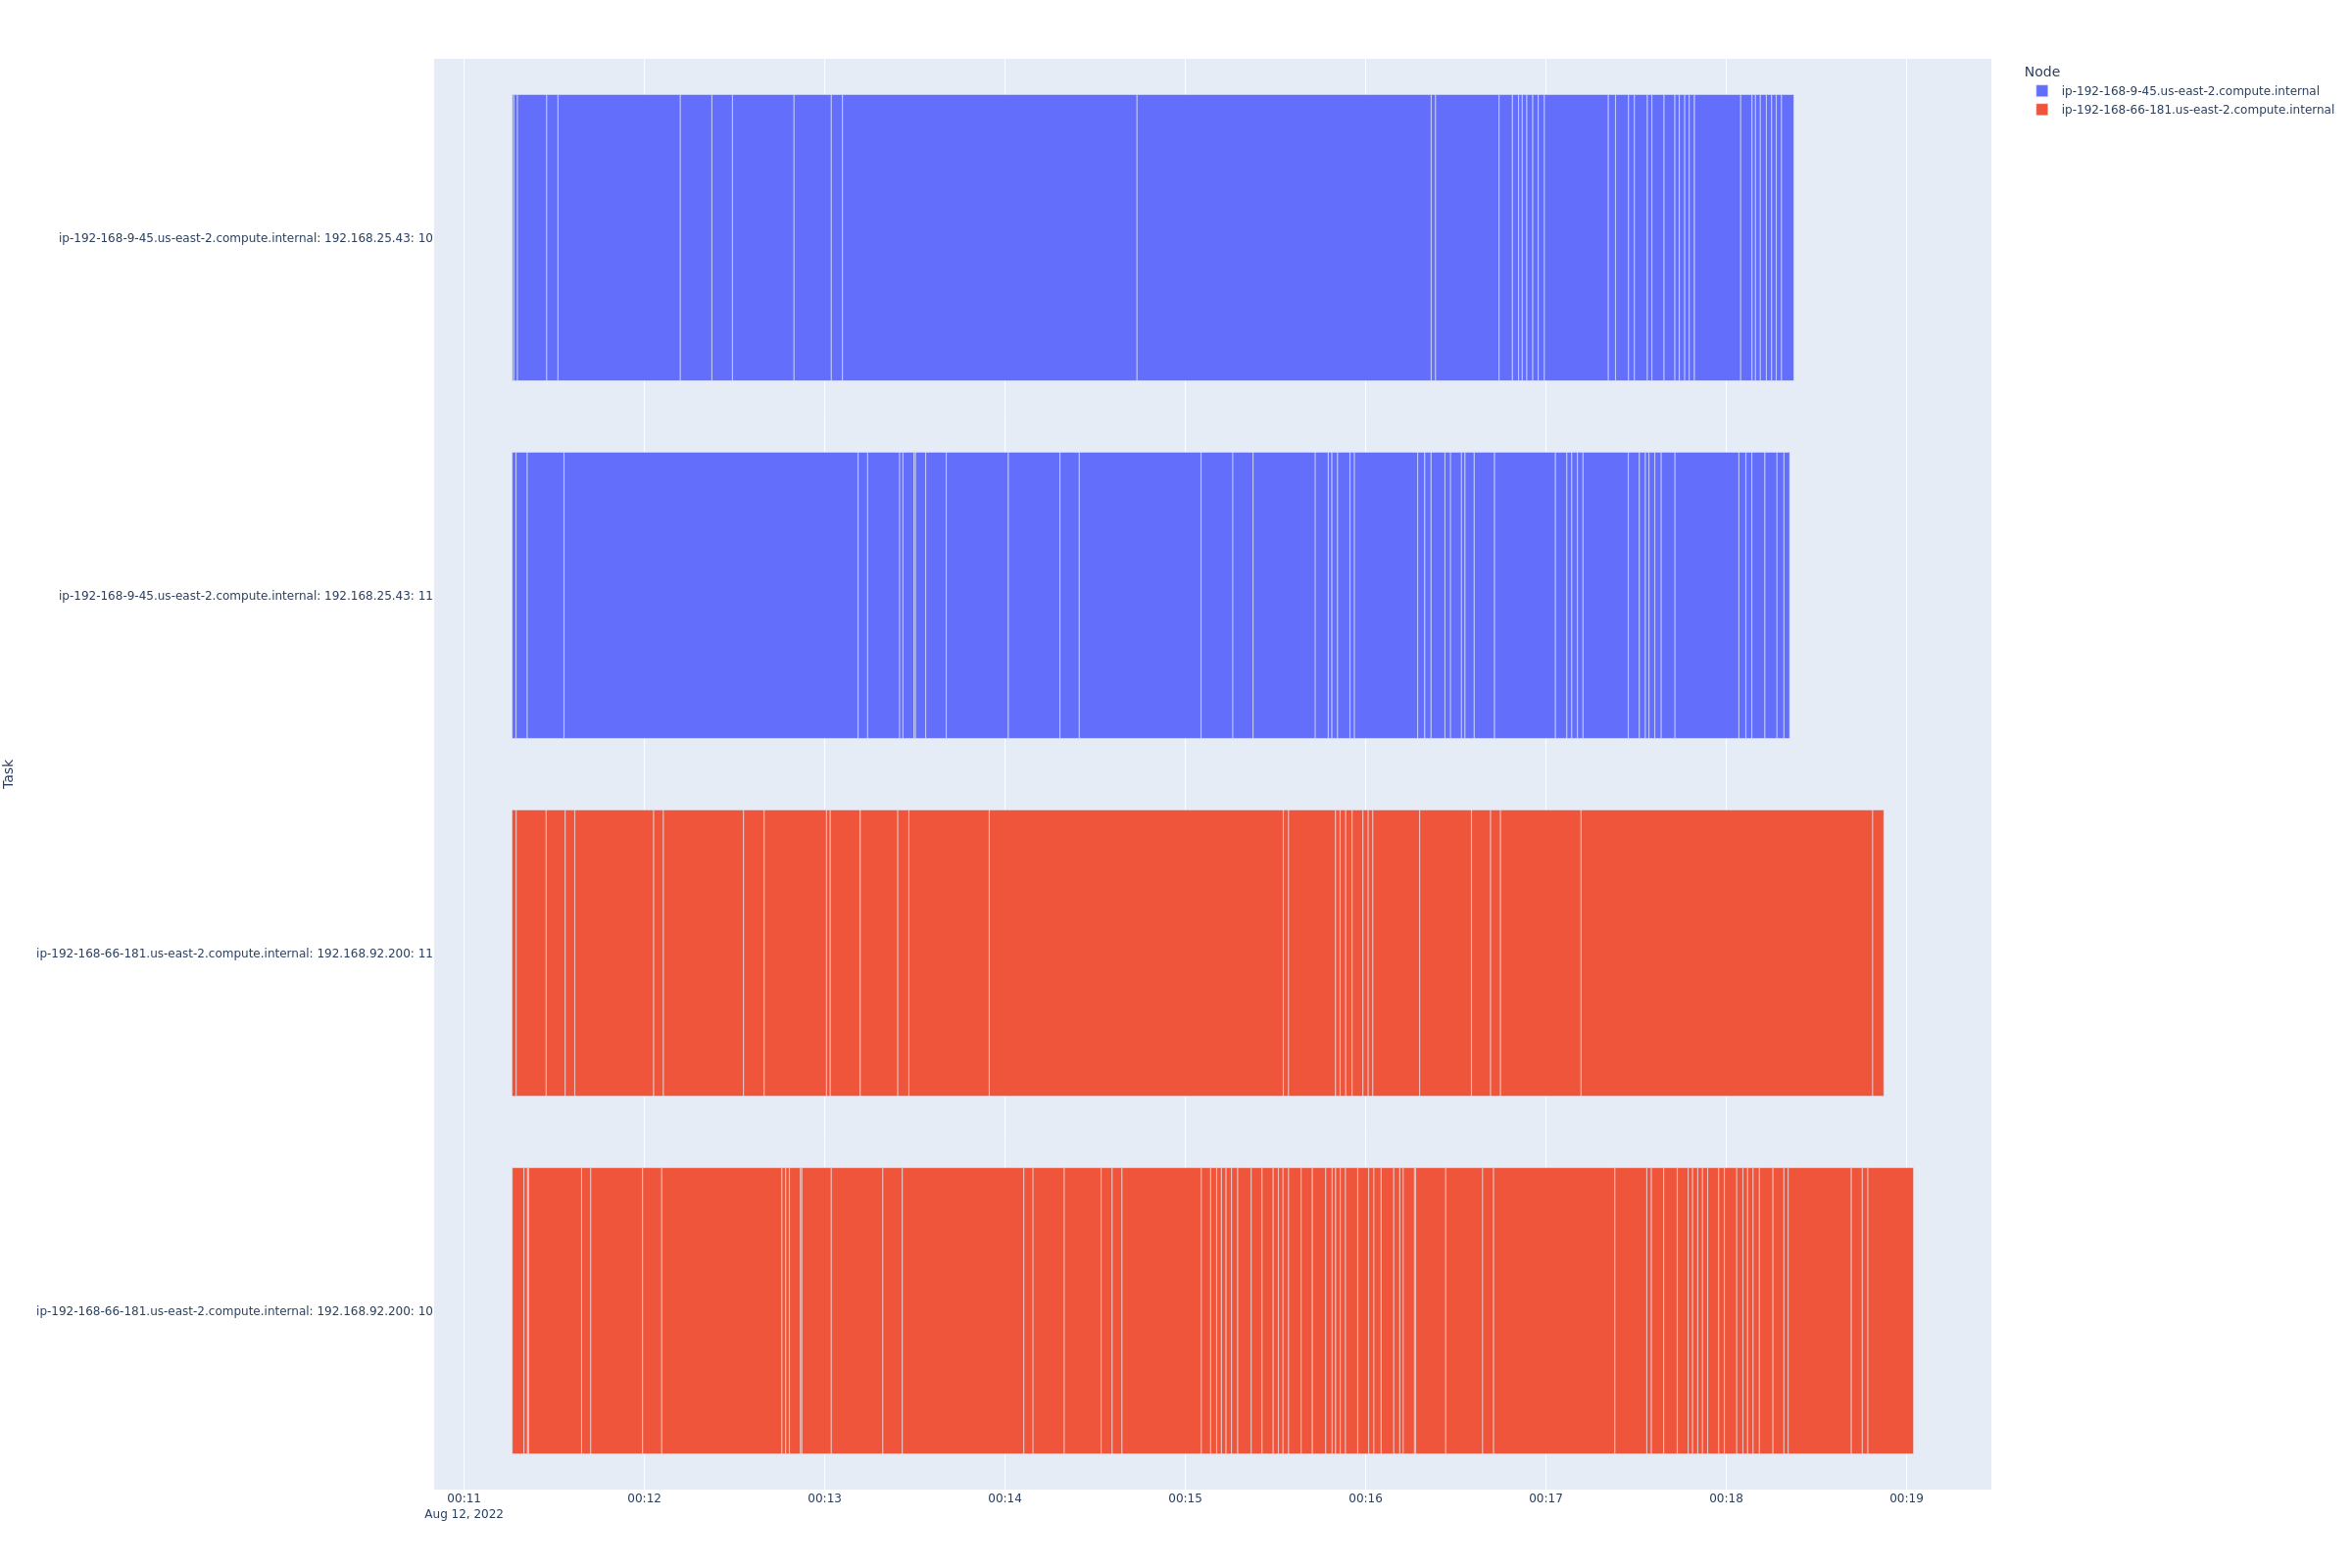 Node
ip-192-168-9-45.us-east-2.compute.internal
ip-192-168-66-181.us-east-2.compute.internal
ip-192-168-9-45.us-east-2.compute.internal: 192.168.25.43: 10
ip-192-168-9-45.us-east-2.compute.internal: 192.168.25.43: 11
Task
ip-192-168-66-181.us-east-2.compute.internal: 192.168.92.200: 11
ip-192-168-66-181.us-east-2.compute.internal: 192.168.92.200: 10
00:11 00:12 00:13 00:14 00:15 00:16 00:17 00:18 00:19
Aug 12, 2022